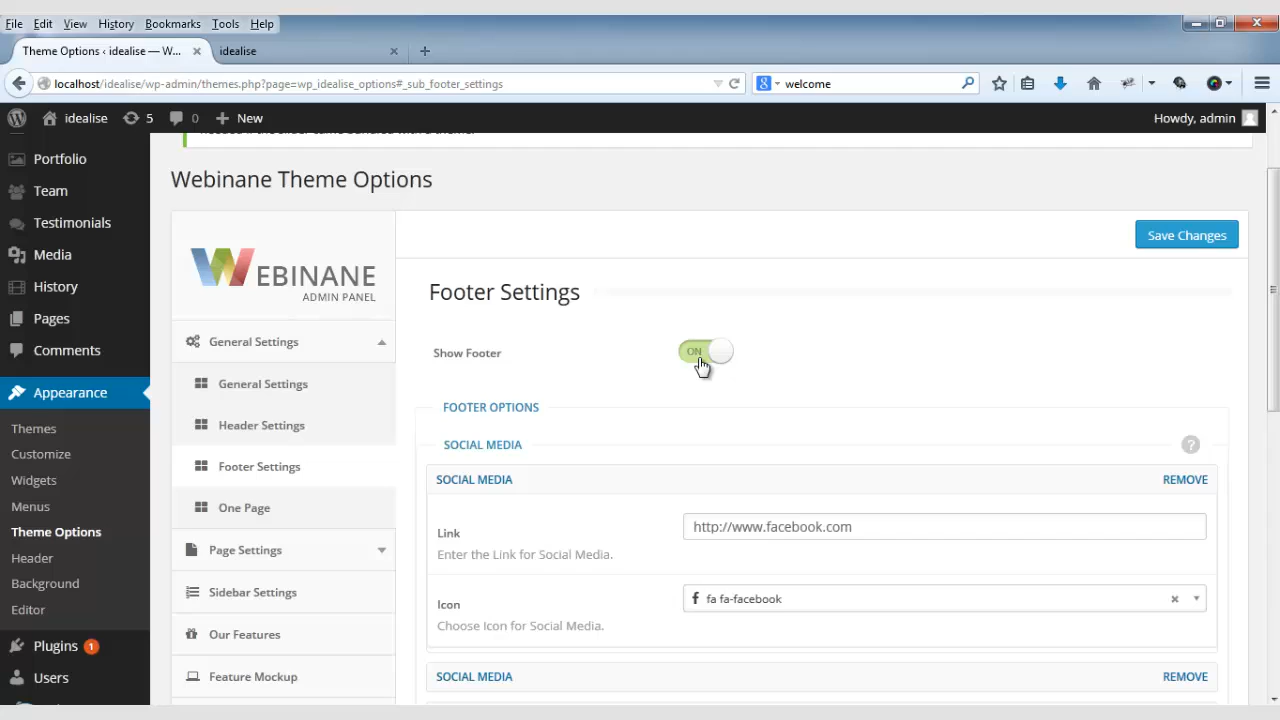 File Edit View History Bookmarks Tools Help
Theme Options ‹ idealise — W...
idealise
localhost/idealise/wp-admin/themes.php?page=wp_idealise_options#_sub_footer_settings
welcome
idealise 5 0 New
Howdy, admin
Portfolio
Team
Testimonials
Media
History
Pages
Comments
Appearance
Themes
Customize
Widgets
Menus
Theme Options
Header
Background
Editor
Plugins 1
Users
Webinane Theme Options
WEBINANE
ADMIN PANEL
General Settings
General Settings
Header Settings
Footer Settings
One Page
Page Settings
Sidebar Settings
Our Features
Feature Mockup
Save Changes
Footer Settings
Show Footer
ON
FOOTER OPTIONS
SOCIAL MEDIA
?
SOCIAL MEDIA REMOVE
Link
http://www.facebook.com
Enter the Link for Social Media.
Icon
fa fa-facebook
Choose Icon for Social Media.
SOCIAL MEDIA REMOVE